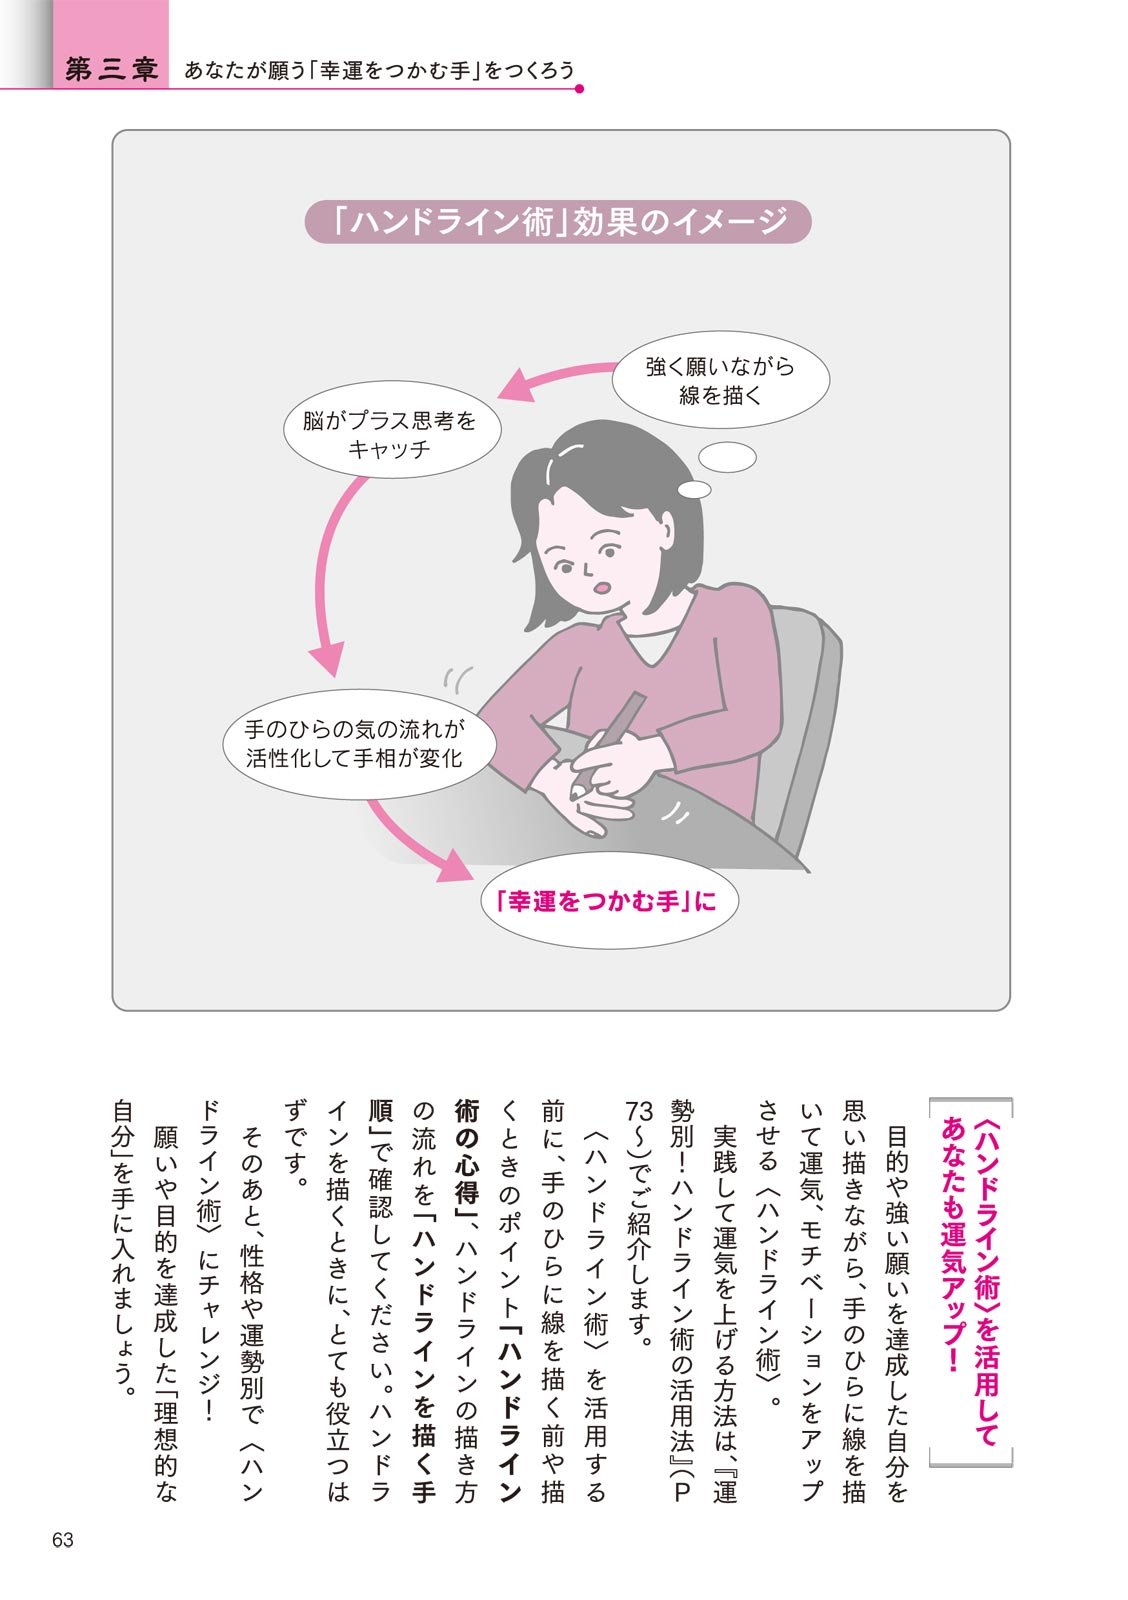 第三章
あなたが願う「幸運をつかむ手」をつくろう
「ハンドライン術」効果のイメージ
強く願いながら
線を描く
脳がプラス思考を
キャッチ
手のひらの気の流れが
活性化して手相が変化
「幸運をつかむ手」に
〈ハンドライン術〉を活用して
あなたも運気アップ！
目的や強い願いを達成した自分を
思い描きながら、手のひらに線を描
いて運気、モチベーションをアップ
させる〈ハンドライン術〉。
実践して運気を上げる方法は、『運
勢別！ハンドライン術の活用法』（P
73〜）でご紹介します。
〈ハンドライン術〉を活用する
前に、手のひらに線を描く前や描
くときのポイント「ハンドライン
術の心得」、ハンドラインの描き方
の流れを「ハンドラインを描く手
順」で確認してください。ハンドラ
インを描くときに、とても役立つは
ずです。
そのあと、性格や運勢別で〈ハン
ドライン術〉にチャレンジ！
願いや目的を達成した「理想的な
自分」を手に入れましょう。
63